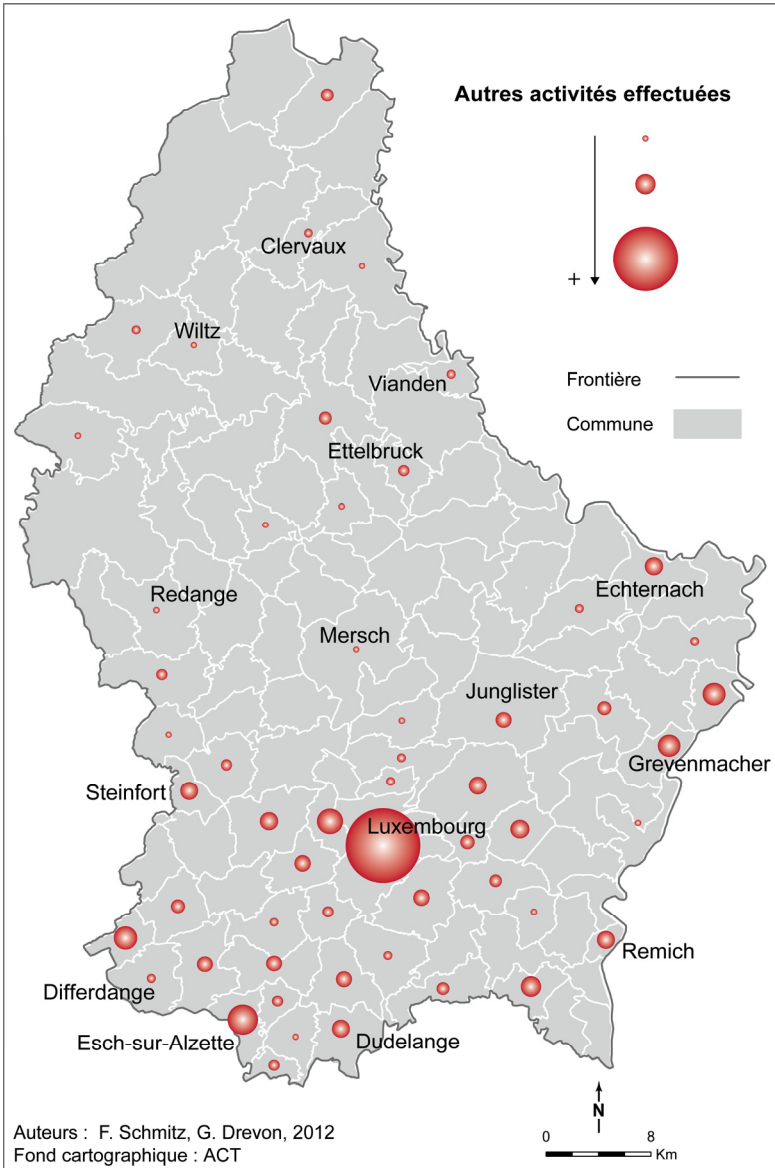 Autres activités effectuées
+
Frontière
Commune
Clervaux
Wiltz
Vianden
Ettelbruck
Echternach
Redange
Mersch
Junglister
Grevenmacher
Steinfort
Luxembourg
Remich
Differdange
Esch-sur-Alzette
Dudelange
N
0 8
Km
Auteurs : F. Schmitz, G. Drevon, 2012
Fond cartographique : ACT